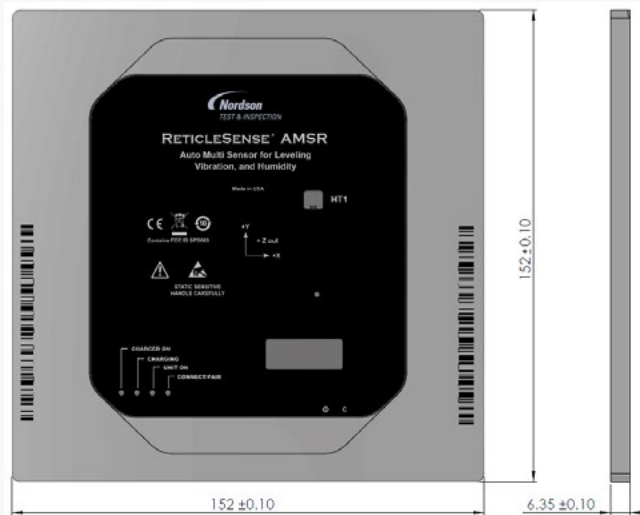 Nordson
TEST & INSPECTION
RETICLESENSE® AMSR
Auto Multi Sensor for Leveling
Vibration, and Humidity
Made in USA
HT1
+Y
+ Z out
+X
STATIC SENSITIVE
HANDLE CAREFULLY
CHARGER ON
CHARGING
UNIT ON
CONNECT/PAIR
152 ±0.10
152 ±0.10
6.35 ±0.10